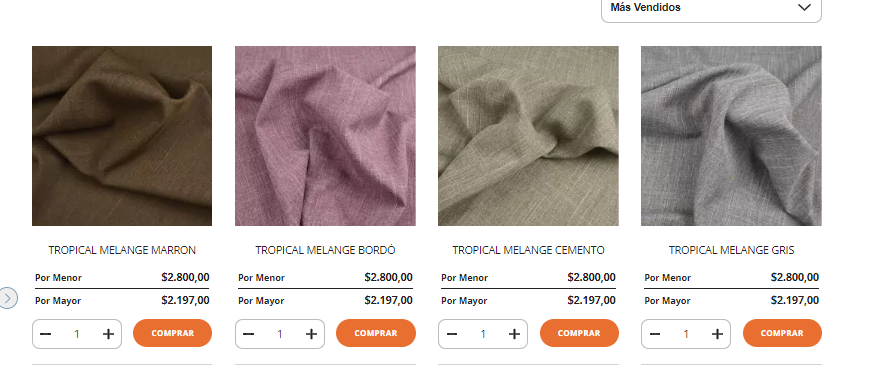 Más Vendidos
TROPICAL MELANGE MARRON
Por Menor $2.800,00
Por Mayor $2.197,00
1
COMPRAR
TROPICAL MELANGE BORDÓ
Por Menor $2.800,00
Por Mayor $2.197,00
1
COMPRAR
TROPICAL MELANGE CEMENTO
Por Menor $2.800,00
Por Mayor $2.197,00
1
COMPRAR
TROPICAL MELANGE GRIS
Por Menor $2.800,00
Por Mayor $2.197,00
1
COMPRAR